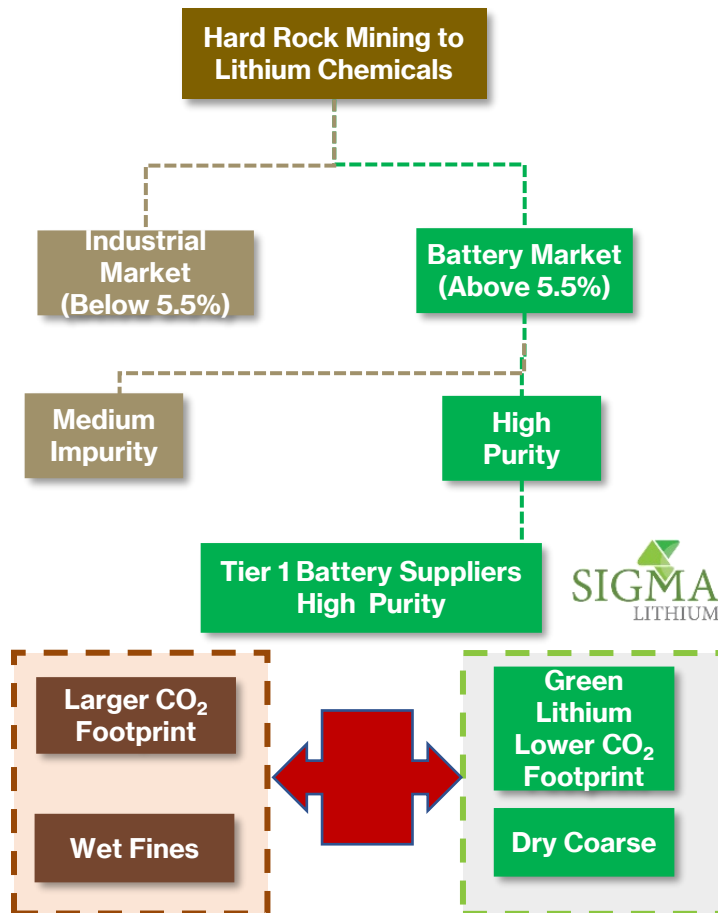 Hard Rock Mining to
Lithium Chemicals
Industrial
Market
(Below 5.5%)
Battery Market
(Above 5.5%)
Medium
Impurity
High
Purity
Tier 1 Battery Suppliers
High Purity
SIGMA
LITHIUM
Larger CO₂
Footprint
Green
Lithium
Lower CO₂
Footprint
Wet Fines
Dry Coarse